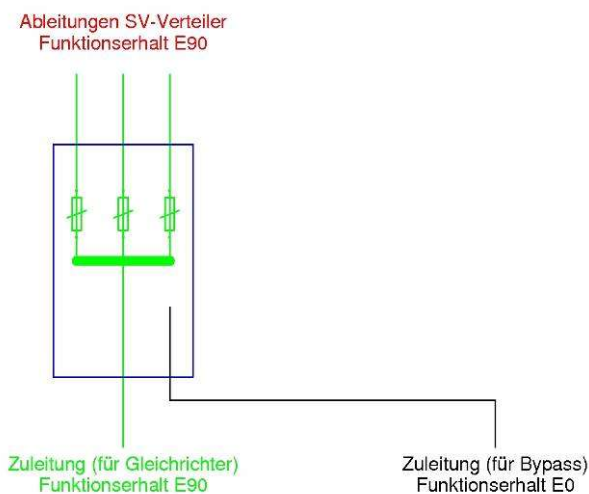 Ableitungen SV-Verteiler
Funktionserhalt E90
Zuleitung (für Gleichrichter)
Funktionserhalt E90
Zuleitung (für Bypass)
Funktionserhalt E0